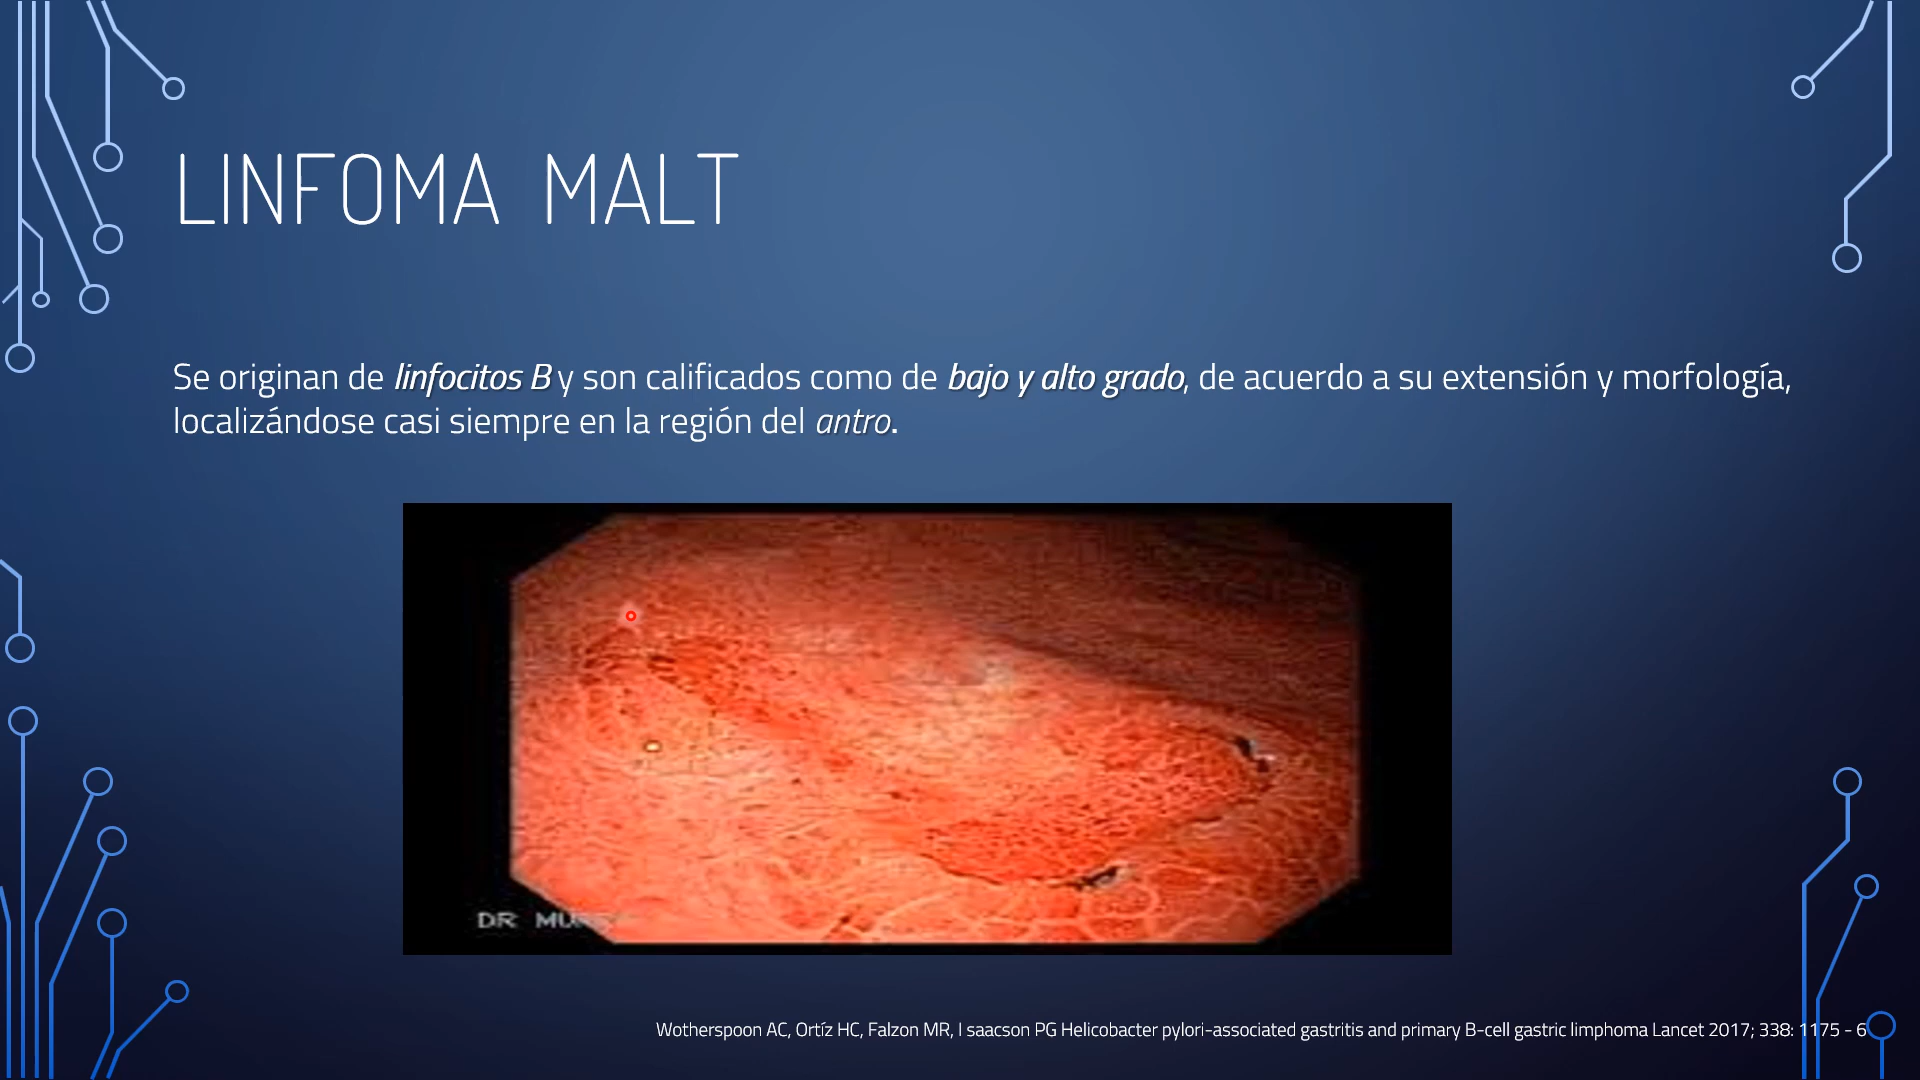 LINFOMA MALT
Se originan de linfocitos B y son calificados como de bajo y alto grado, de acuerdo a su extensión y morfología,
localizándose casi siempre en la región del antro.
DR
Wotherspoon AC, Ortíz HC, Falzon MR, I saacson PG Helicobacter pylori-associated gastritis and primary B-cell gastric limphoma Lancet 2017; 338: 1175 - 6